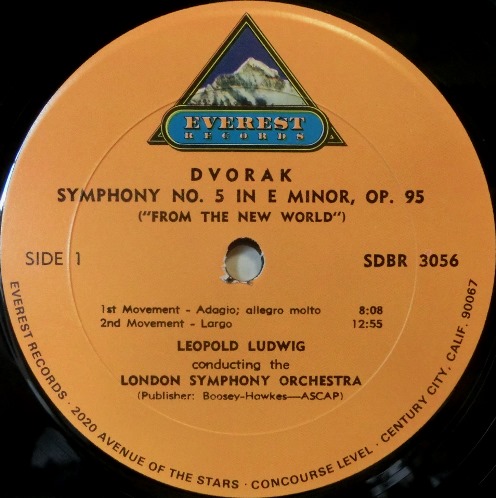 EVEREST
RECORDS
DVORAK
SYMPHONY NO. 5 IN E MINOR, OP. 95
("FROM THE NEW WORLD")
SIDE 1
SDBR 3056
1st Movement - Adagio; allegro molto 8:08
2nd Movement - Largo 12:55
LEOPOLD LUDWIG
conducting the
LONDON SYMPHONY ORCHESTRA
(Publisher: Boosey-Hawkes—ASCAP)
EVEREST RECORDS · 2020 AVENUE OF THE STARS · CONCOURSE LEVEL · CENTURY CITY, CALIF. 90067